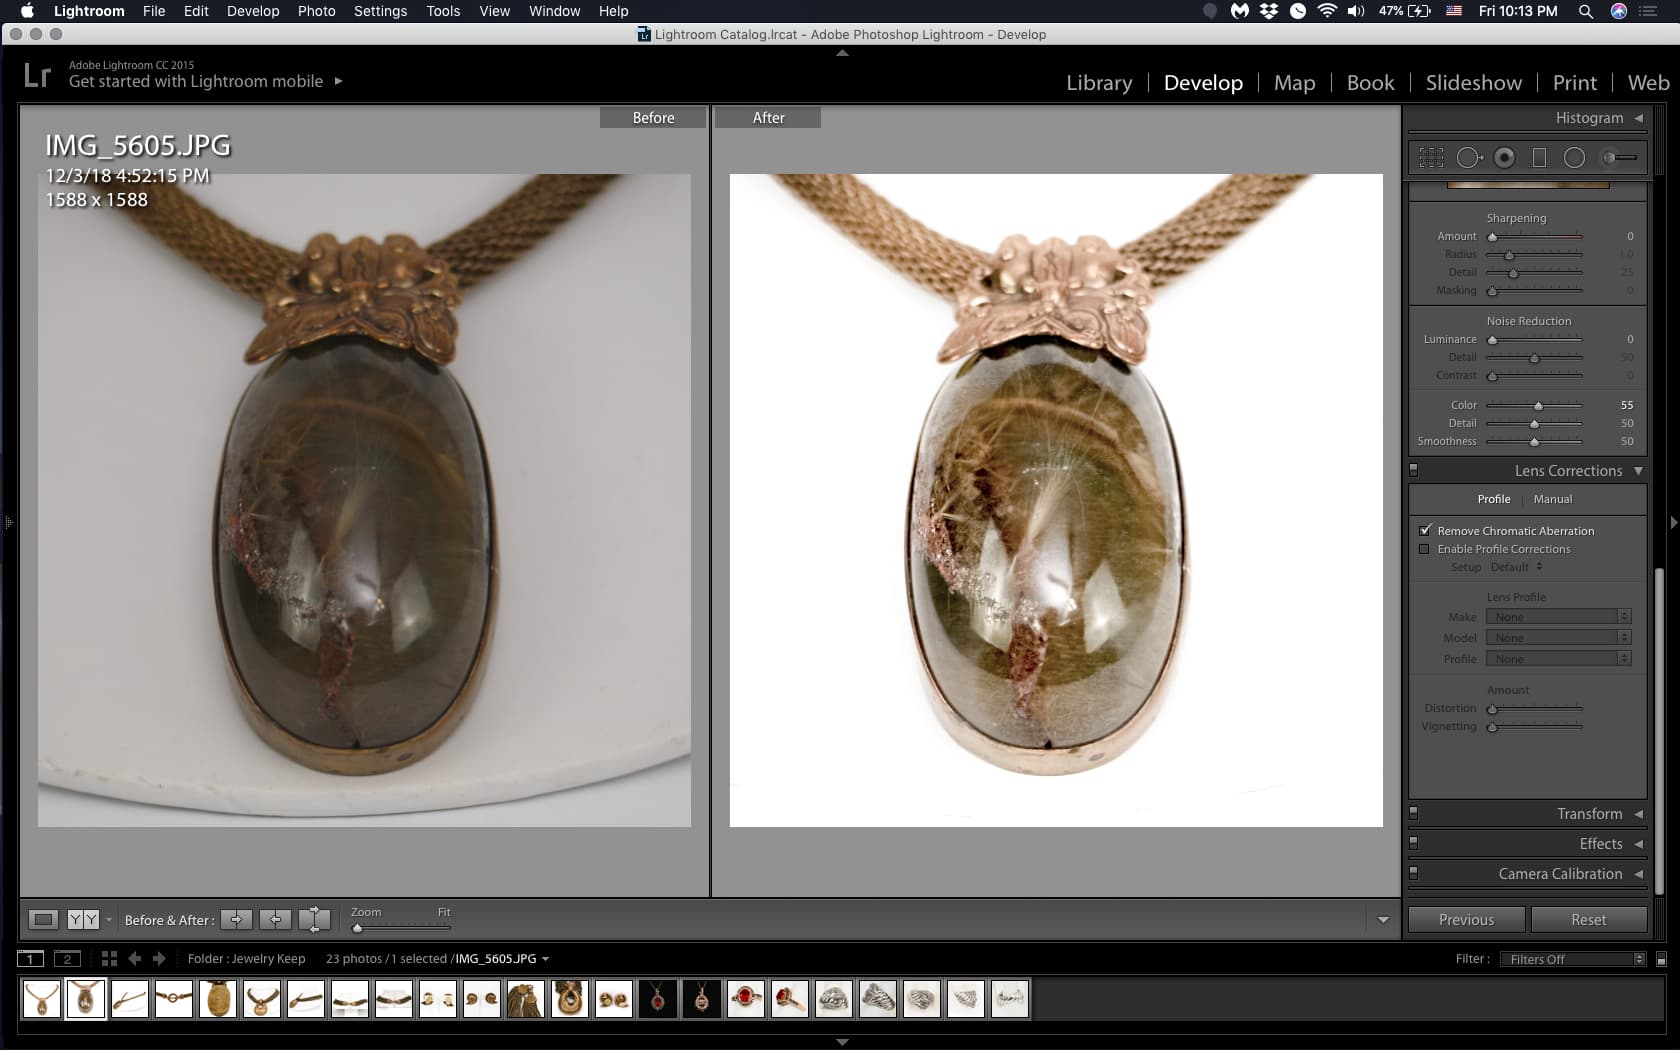 Lightroom File Edit Develop Photo Settings Tools View Window Help 47% Fri 10:13 PM
Lr Lightroom Catalog.lrcat - Adobe Photoshop Lightroom - Develop
Lr Adobe Lightroom CC 2015
Get started with Lightroom mobile
Library Develop Map Book Slideshow Print Web
Before After
IMG_5605.JPG
12/3/18 4:52:15 PM
1588 x 1588
Histogram
Sharpening
Amount 0
Radius 1.0
Detail 25
Masking 0
Noise Reduction
Luminance 0
Detail 50
Contrast 0
Color 55
Detail 50
Smoothness 50
Lens Corrections
Profile Manual
Remove Chromatic Aberration
Enable Profile Corrections
Setup Default
Lens Profile
Make None
Model None
Profile None
Amount
Distortion
Vignetting
Transform
Effects
Camera Calibration
Previous Reset
YY Before & After : Zoom Fit
1 2 Folder : Jewelry Keep 23 photos / 1 selected / IMG_5605.JPG Filter : Filters Off